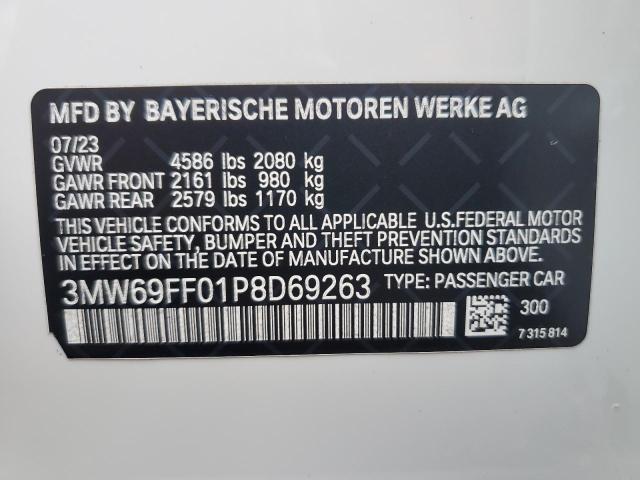 MFD BY BAYERISCHE MOTOREN WERKE AG
07/23
GVWR 4586 lbs 2080 kg
GAWR FRONT 2161 lbs 980 kg
GAWR REAR 2579 lbs 1170 kg
THIS VEHICLE CONFORMS TO ALL APPLICABLE U.S.FEDERAL MOTOR
VEHICLE SAFETY, BUMPER AND THEFT PREVENTION STANDARDS
IN EFFECT ON THE DATE OF MANUFACTURE SHOWN ABOVE.
3MW69FF01P8D69263 TYPE: PASSENGER CAR
300
7 315 814